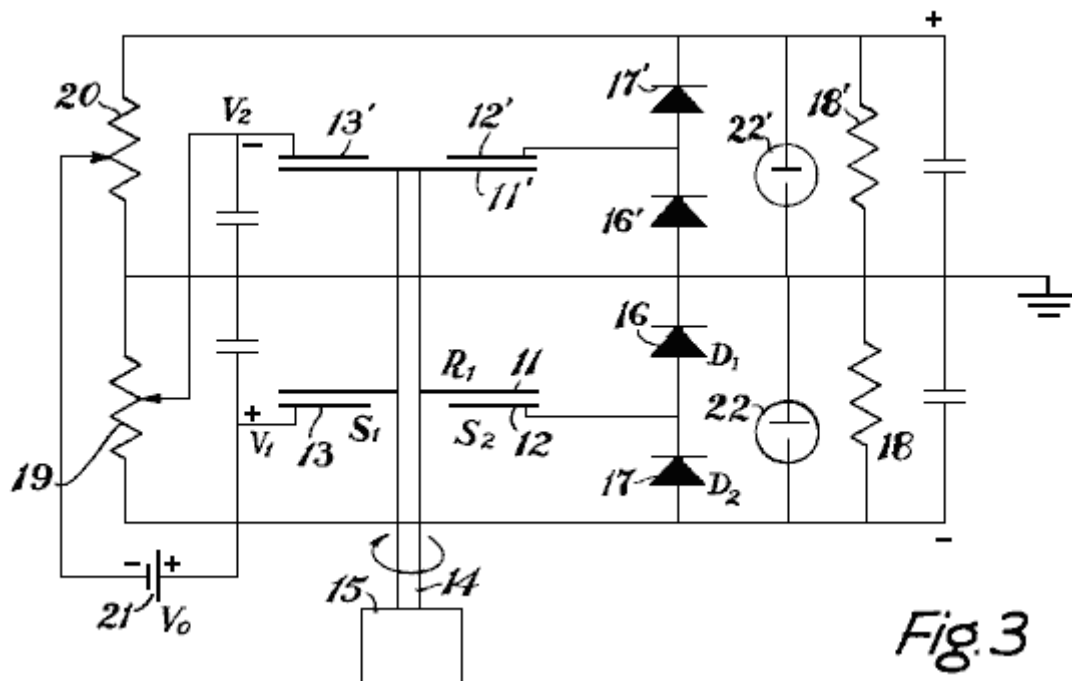 +
20
V₂
-
13'
12'
11'
17'
16'
22'
18'
16
D₁
R₁
11
+
V₁
13
S₁
S₂
12
17
D₂
22
18
19
-
- +
21
V₀
15
14
Fig. 3